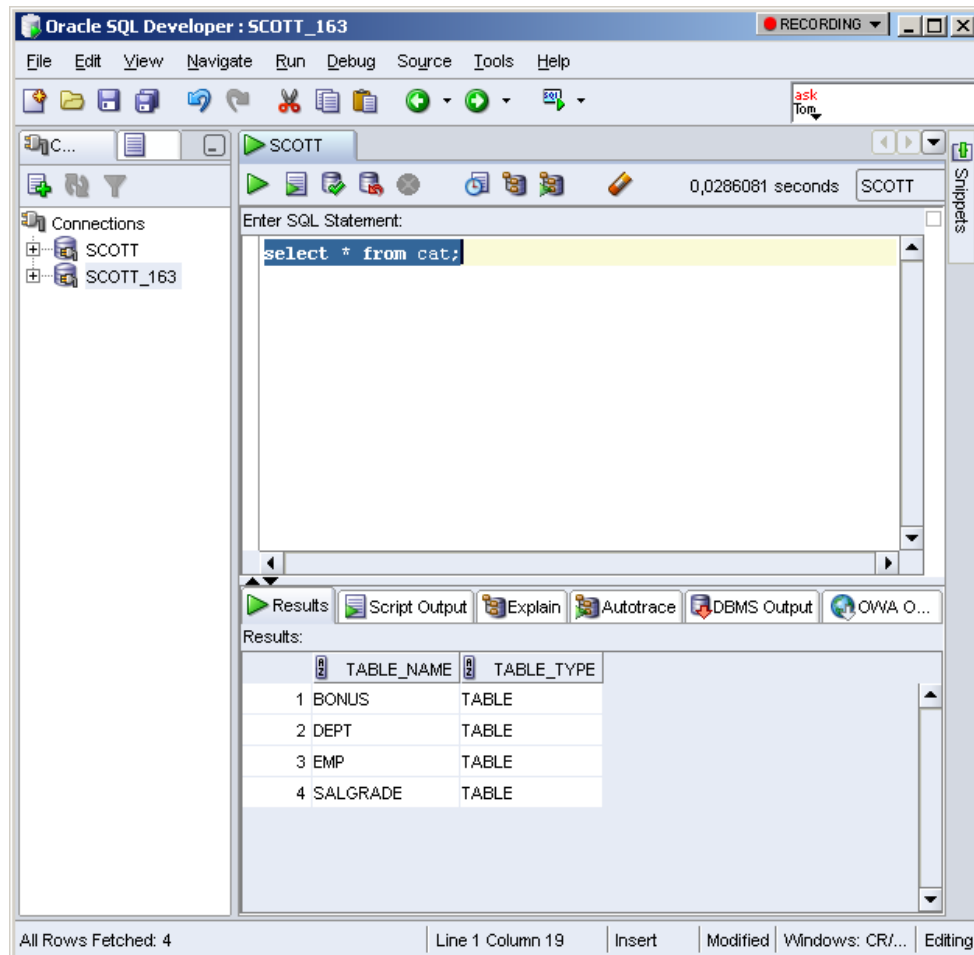 Oracle SQL Developer : SCOTT_163
RECORDING
File Edit View Navigate Run Debug Source Tools Help
SQL
ask
Tom
C...
SCOTT
0,0286081 seconds
SCOTT
Snippets
Connections
SCOTT
SCOTT_163
Enter SQL Statement:
select * from cat;
Results Script Output Explain Autotrace DBMS Output OWA O...
Results:
TABLE_NAME TABLE_TYPE
1 BONUS TABLE
2 DEPT TABLE
3 EMP TABLE
4 SALGRADE TABLE
All Rows Fetched: 4 Line 1 Column 19 Insert Modified Windows: CR/... Editing